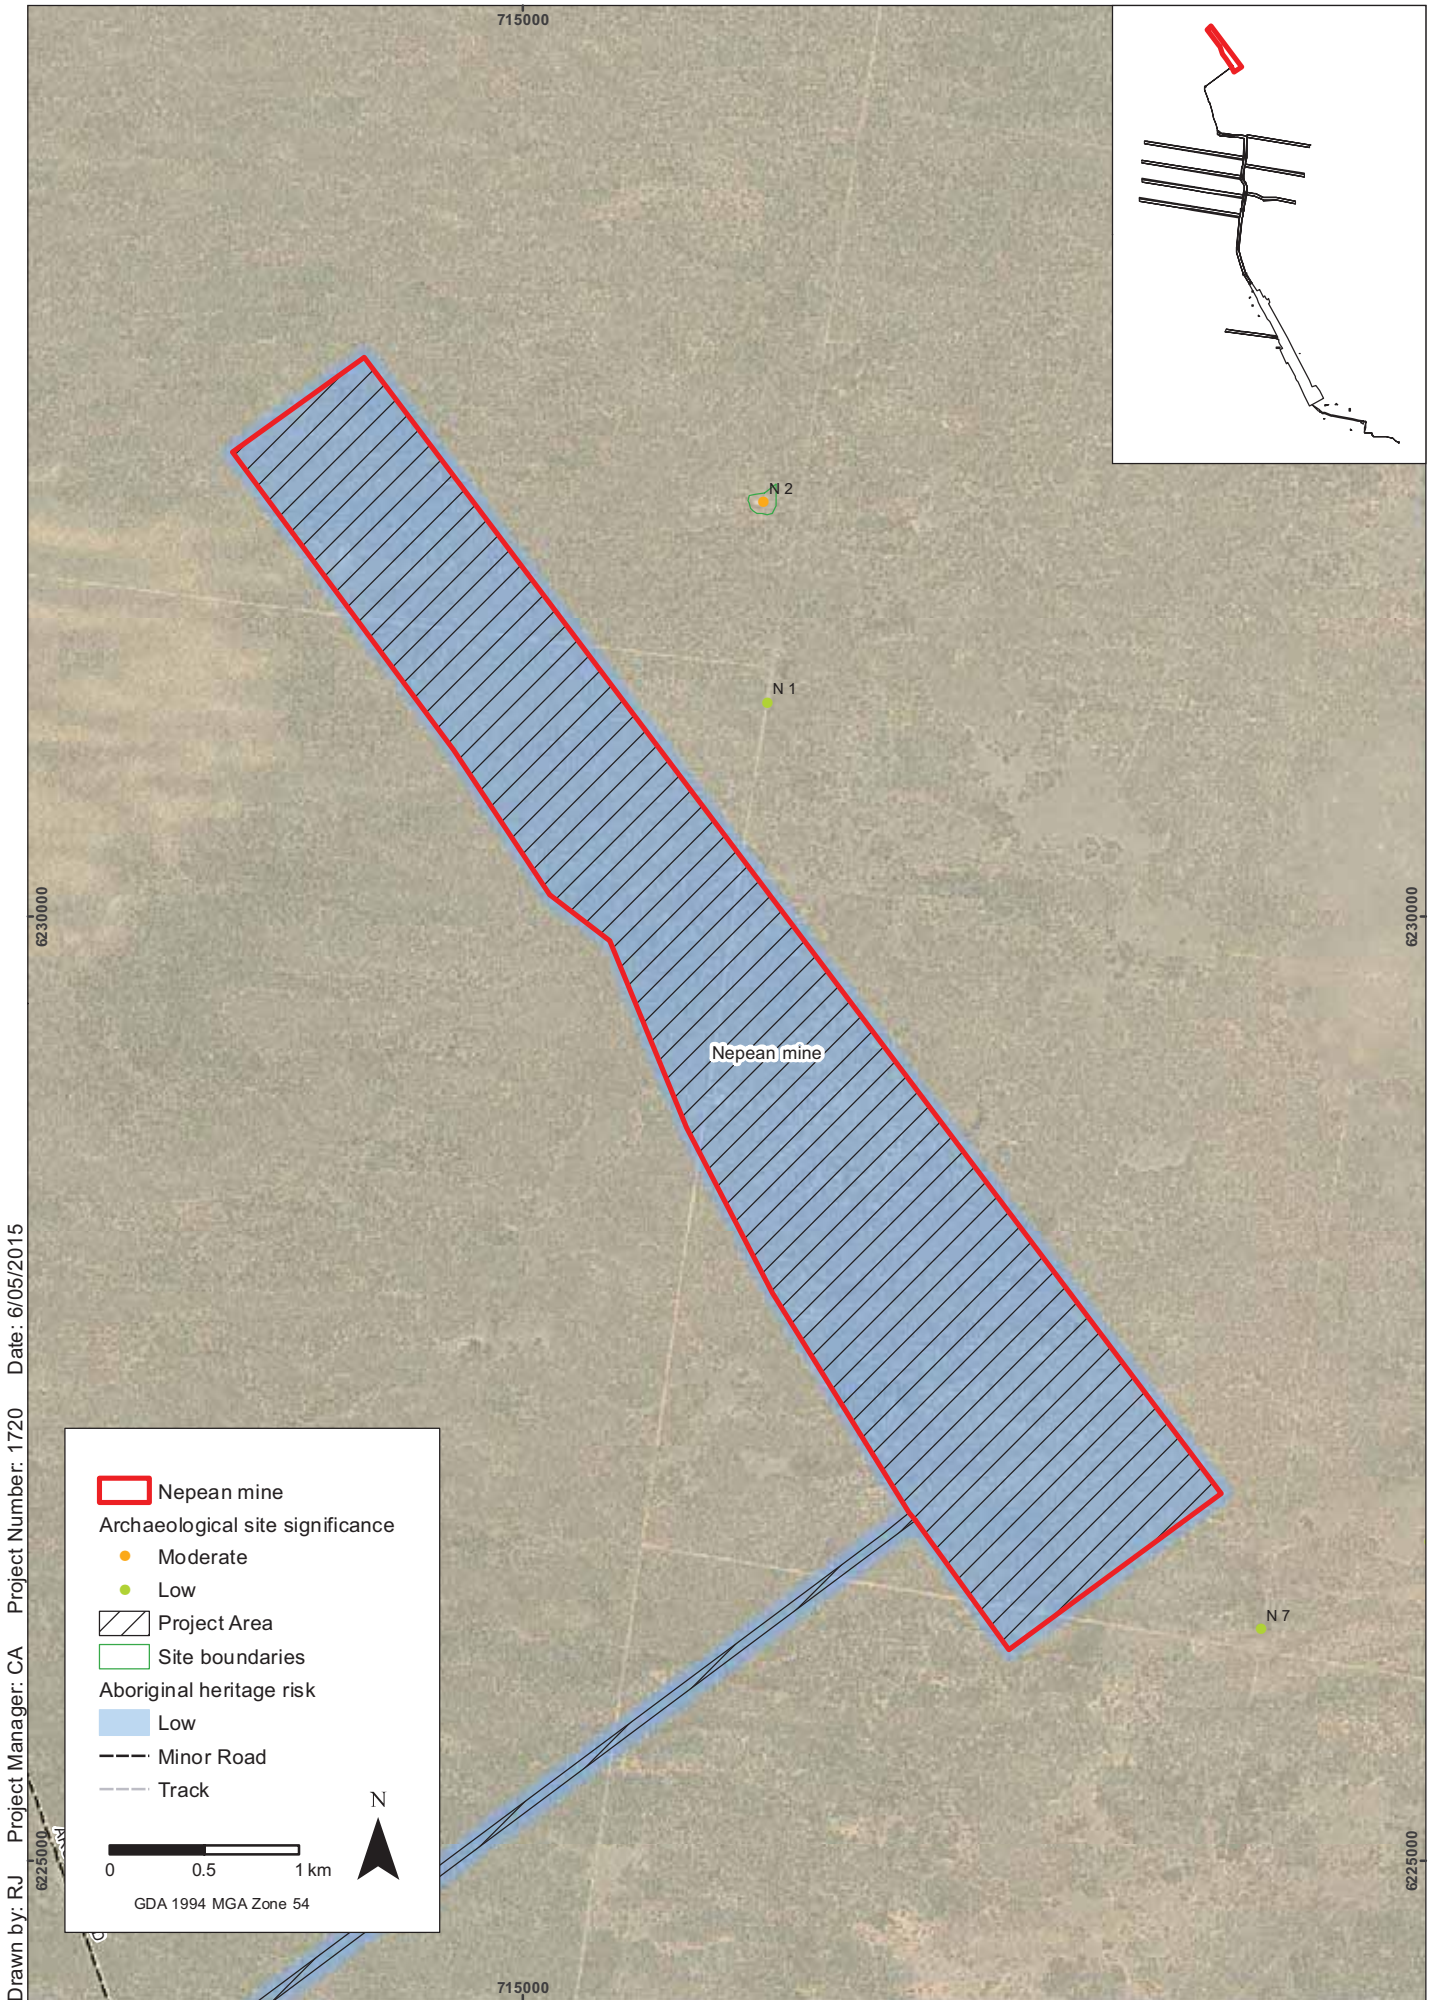 715000
N 2
N 1
6230000
6230000
Nepean mine
N 7
Nepean mine
Archaeological site significance
Moderate
Low
Project Area
Site boundaries
Aboriginal heritage risk
Low
Minor Road
Track
N
0 0.5 1 km
GDA 1994 MGA Zone 54
6225000
6225000
715000
Drawn by: RJ Project Manager: CA Project Number: 1720 Date: 6/05/2015